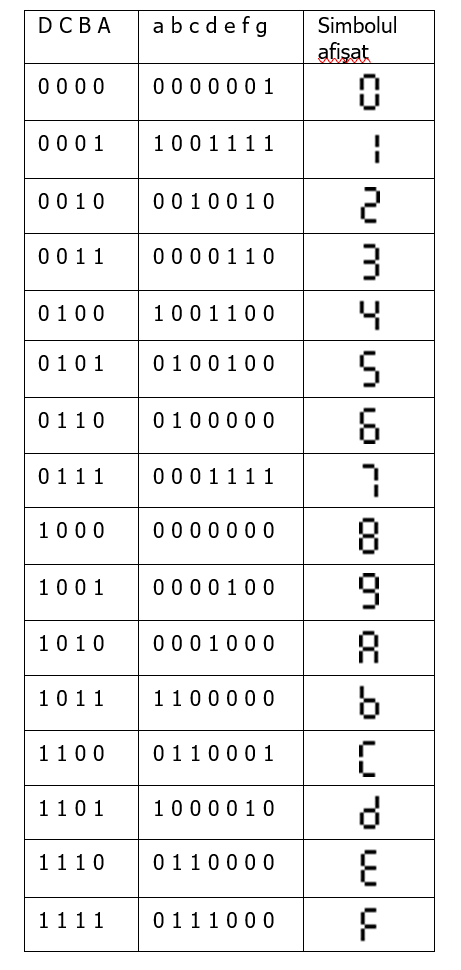 D C B A a b c d e f g Simbolul
afişat
0 0 0 0 0 0 0 0 0 0 1 0
0 0 0 1 1 0 0 1 1 1 1 1
0 0 1 0 0 0 1 0 0 1 0 2
0 0 1 1 0 0 0 0 1 1 0 3
0 1 0 0 1 0 0 1 1 0 0 4
0 1 0 1 0 1 0 0 1 0 0 5
0 1 1 0 0 1 0 0 0 0 0 6
0 1 1 1 0 0 0 1 1 1 1 7
1 0 0 0 0 0 0 0 0 0 0 8
1 0 0 1 0 0 0 0 1 0 0 9
1 0 1 0 0 0 0 1 0 0 0 A
1 0 1 1 1 1 0 0 0 0 0 b
1 1 0 0 0 1 1 0 0 0 1 C
1 1 0 1 1 0 0 0 0 1 0 d
1 1 1 0 0 1 1 0 0 0 0 E
1 1 1 1 0 1 1 1 0 0 0 F